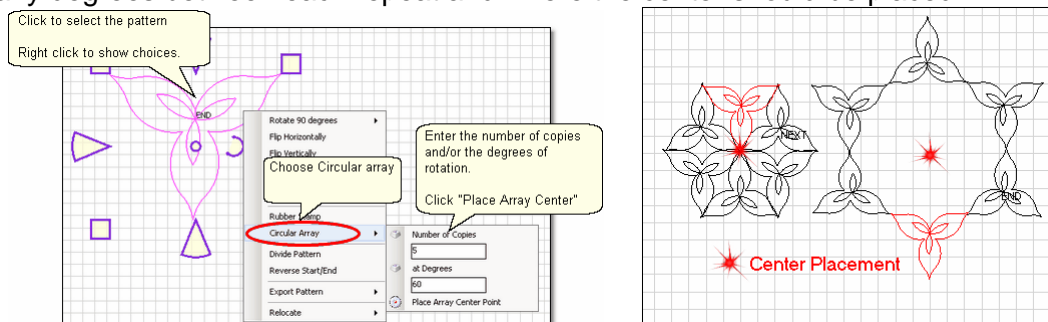 Click to select the pattern
Right click to show choices.
END
Rotate 90 degrees
Flip Horizontally
Flip Vertically
Choose Circular array
Rubber Stamp
Circular Array
Divide Pattern
Reverse Start/End
Export Pattern
Relocate
Enter the number of copies
and/or the degrees of
rotation.
Click "Place Array Center"
Number of Copies
5
at Degrees
60
Place Array Center Point
NEXT
END
Center Placement